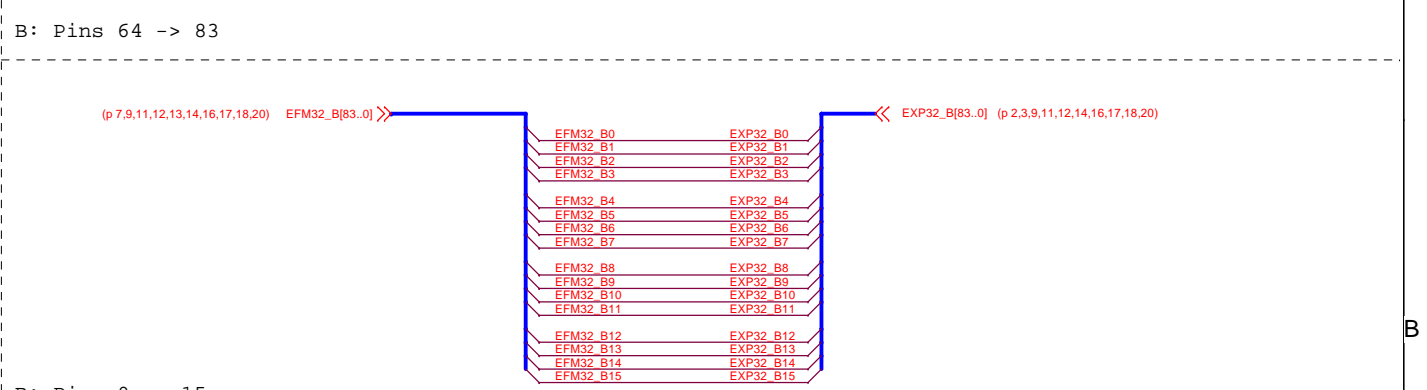 B: Pins 64 -> 83
(p 7,9,11,12,13,14,16,17,18,20) EFM32_B[83..0] EXP32_B[83..0] (p 2,3,9,11,12,14,16,17,18,20)
EFM32_B0 EXP32_B0
EFM32_B1 EXP32_B1
EFM32_B2 EXP32_B2
EFM32_B3 EXP32_B3
EFM32_B4 EXP32_B4
EFM32_B5 EXP32_B5
EFM32_B6 EXP32_B6
EFM32_B7 EXP32_B7
EFM32_B8 EXP32_B8
EFM32_B9 EXP32_B9
EFM32_B10 EXP32_B10
EFM32_B11 EXP32_B11
B
EFM32_B12 EXP32_B12
EFM32_B13 EXP32_B13
EFM32_B14 EXP32_B14
EFM32_B15 EXP32_B15